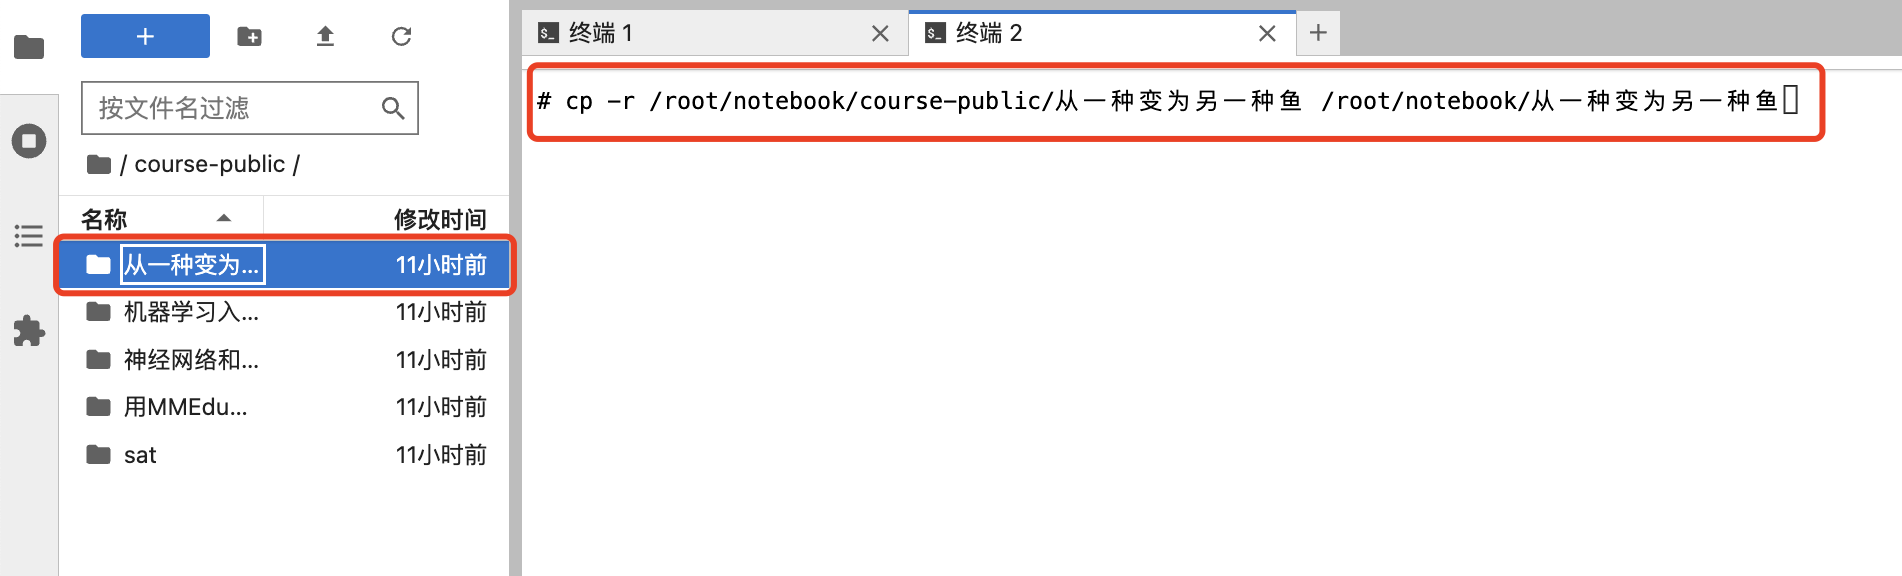 终端 1
终端 2
按文件名过滤
/ course-public /
名称 修改时间
从一种变为... 11小时前
机器学习入... 11小时前
神经网络和... 11小时前
用MMEdu... 11小时前
sat 11小时前
# cp -r /root/notebook/course-public/从一种变为另一种鱼 /root/notebook/从一种变为另一种鱼